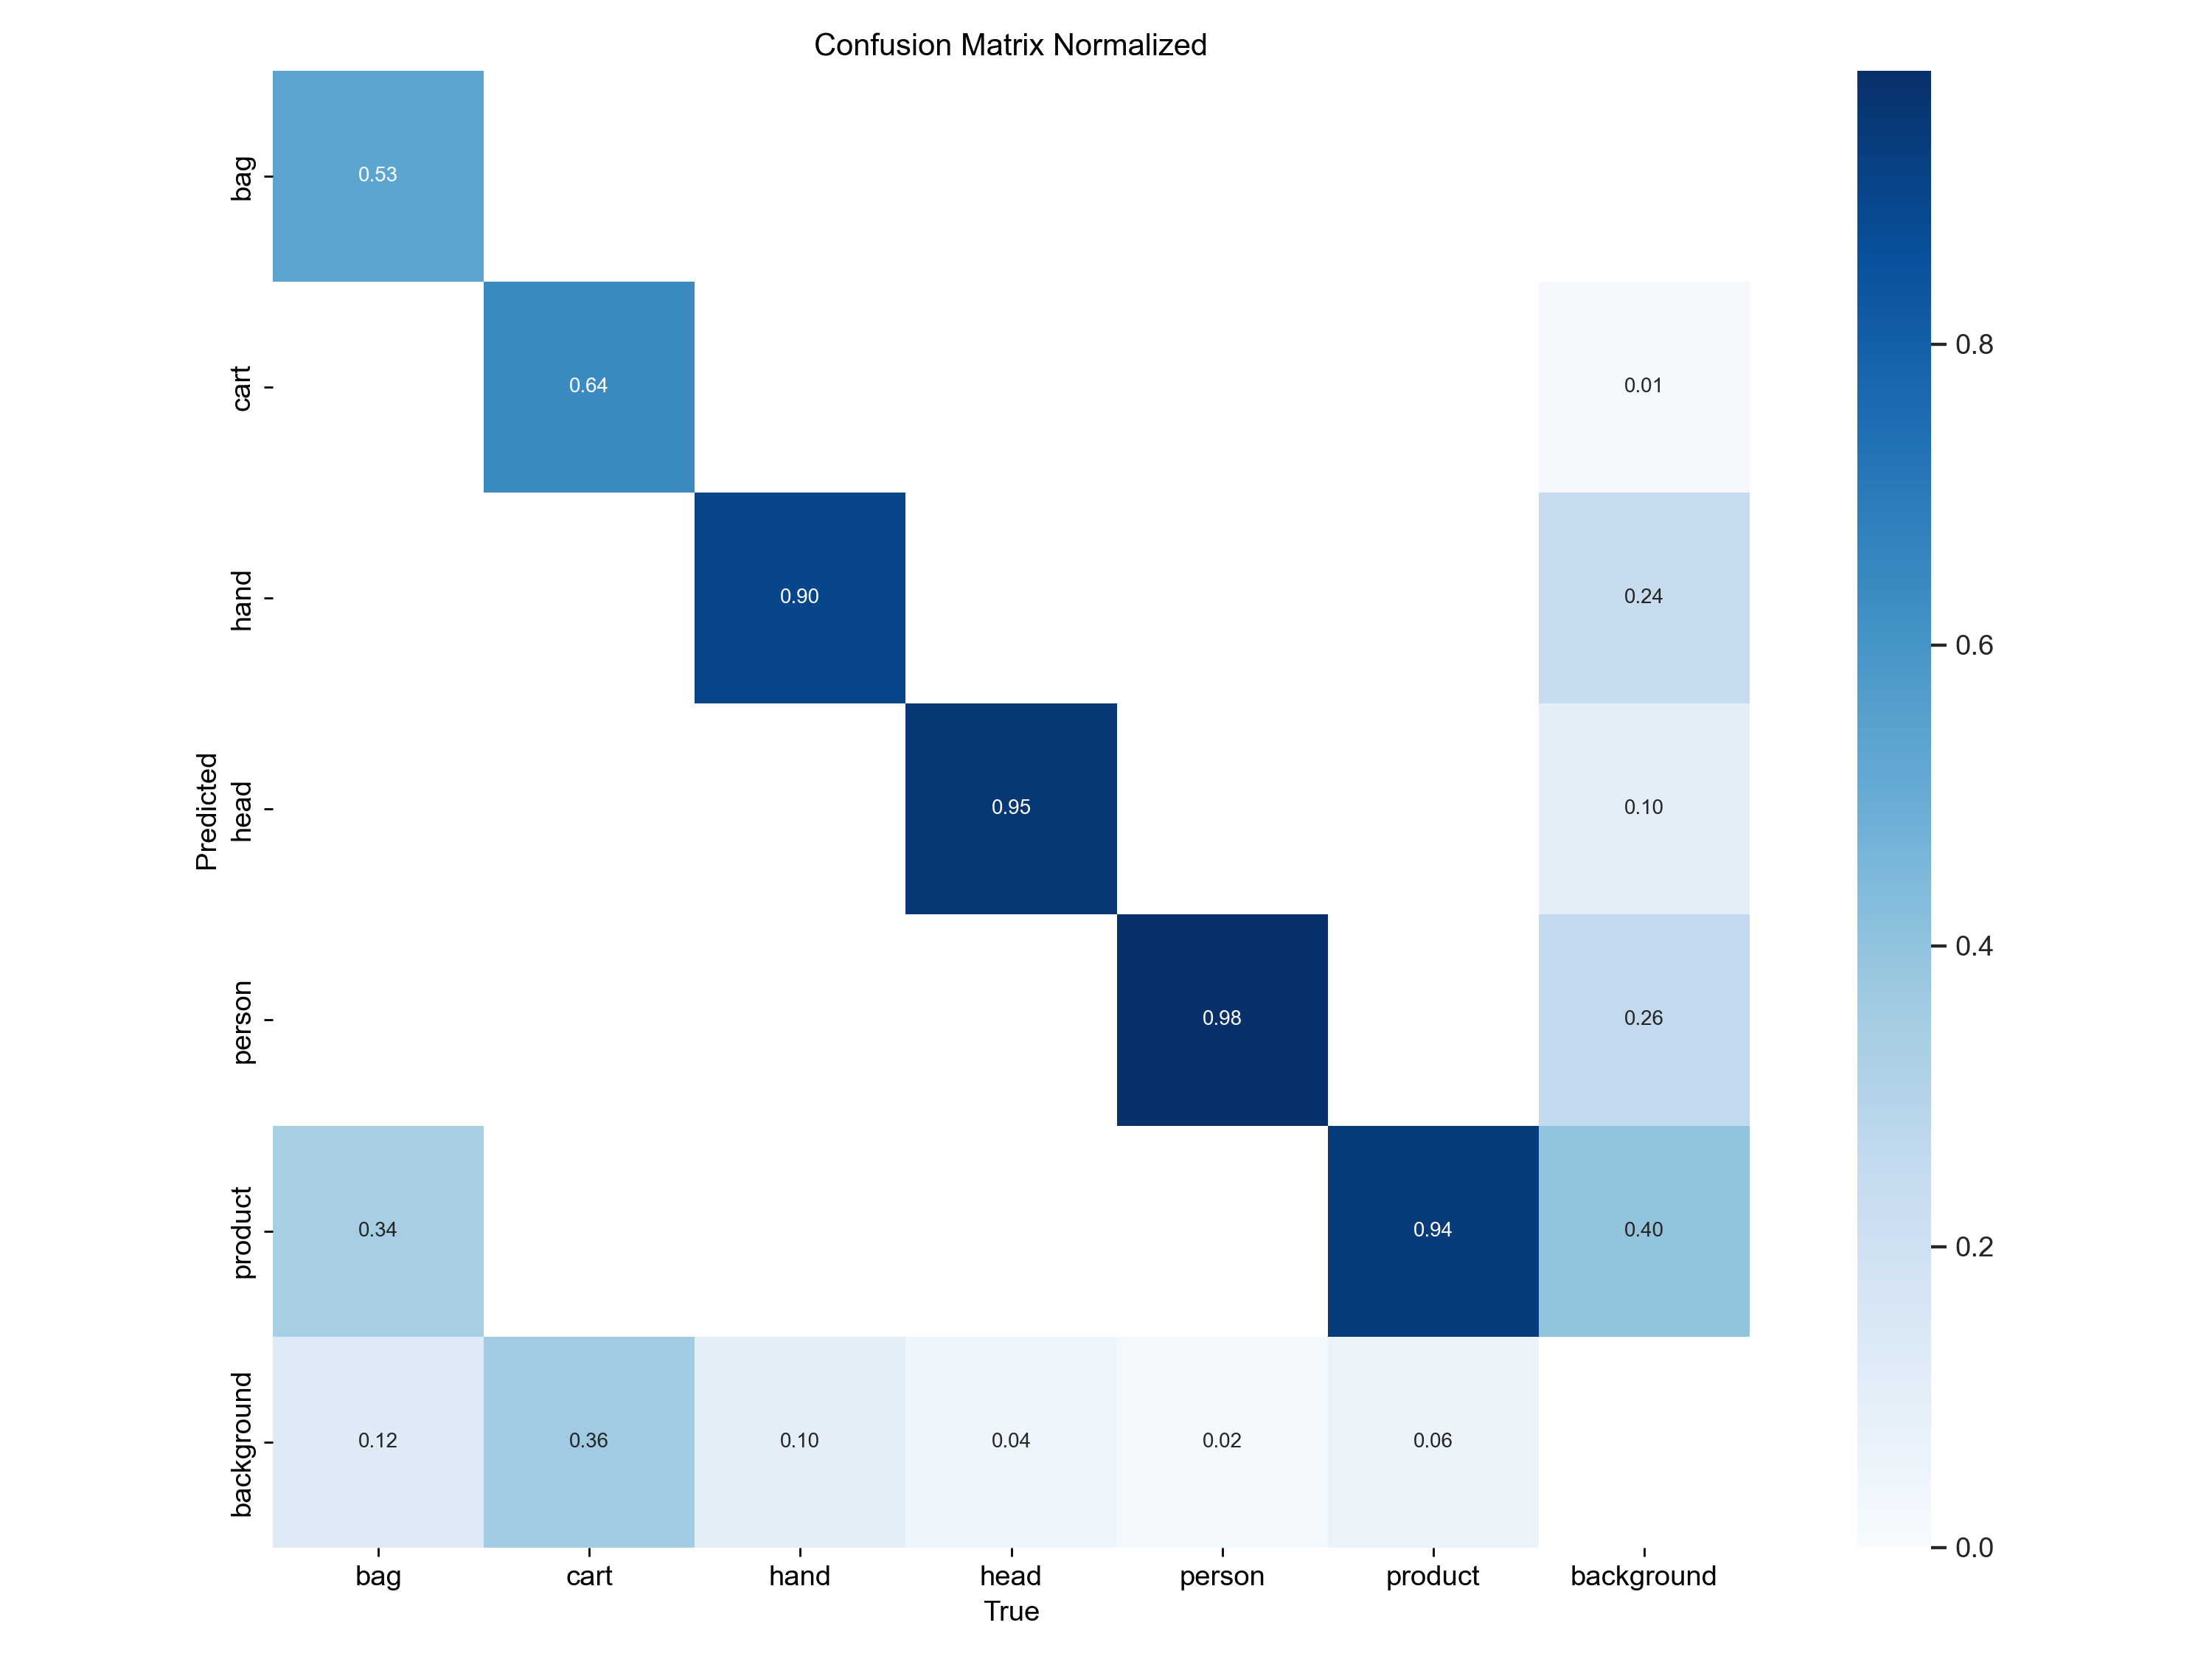 Confusion Matrix Normalized
bag
0.53
cart
0.64
0.01
0.8
hand
0.90
0.24
0.6
Predicted
head
0.95
0.10
person
0.98
0.26
0.4
product
0.34
0.94
0.40
0.2
background
0.12
0.36
0.10
0.04
0.02
0.06
0.0
bag cart hand head person product background
True